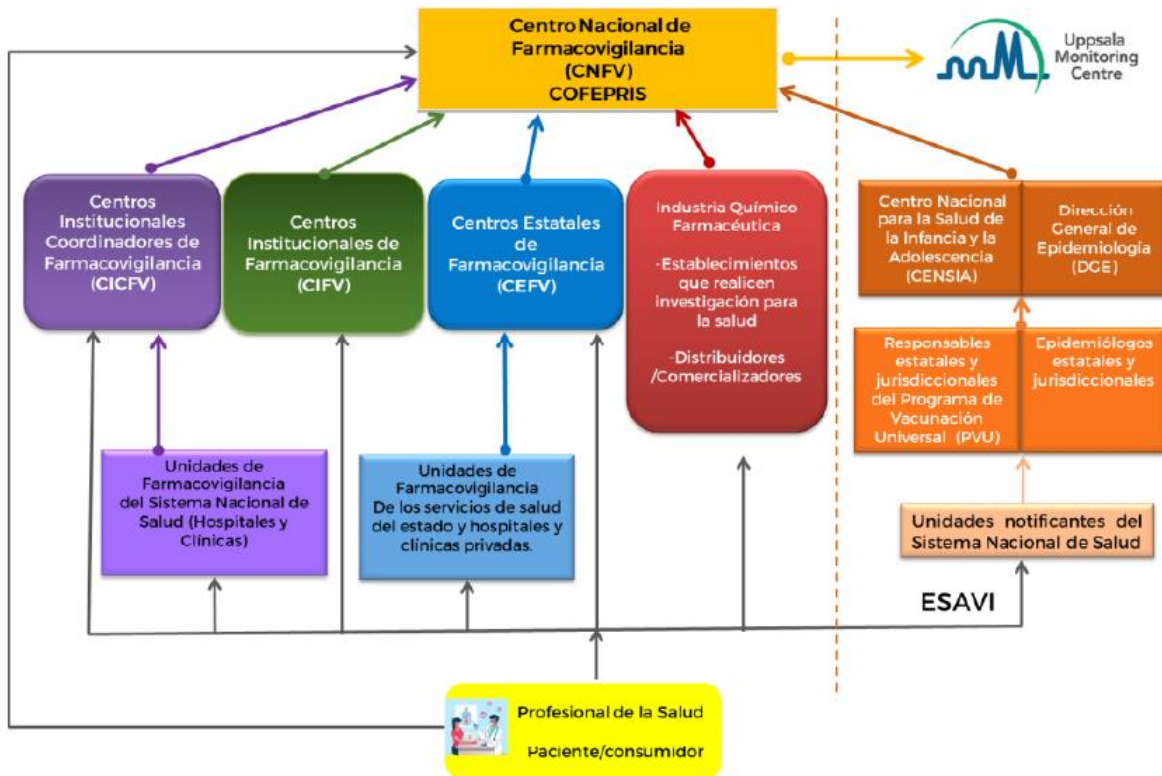 Centro Nacional de
Farmacovigilancia
(CNFV)
COFEPRIS
Uppsala
Monitoring
Centre
Centros
Institucionales
Coordinadores de
Farmacovigilancia
(CICFV)
Centros
Institucionales de
Farmacovigilancia
(CIFV)
Centros Estatales
de
Farmacovigilancia
(CEFV)
Industria Químico
Farmacéutica
-Establecimientos
que realicen
investigación para
la salud
-Distribuidores
/Comercializadores
Centro Nacional
para la Salud de
la Infancia y la
Adolescencia
(CENSIA)
Dirección
General de
Epidemiología
(DGE)
Responsables
estatales y
jurisdiccionales
del Programa de
Vacunación
Universal (PVU)
Epidemiólogos
estatales y
jurisdiccionales
Unidades de
Farmacovigilancia
del Sistema Nacional de
Salud (Hospitales y
Clínicas)
Unidades de
Farmacovigilancia
De los servicios de salud
del estado y hospitales y
clínicas privadas.
Unidades notificantes del
Sistema Nacional de Salud
ESAVI
Profesional de la Salud
Paciente/consumidor